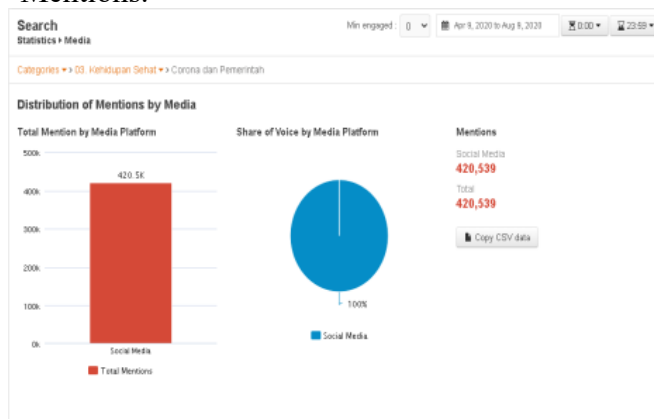 Mentions.
Search
Statistics ▸ Media
Min engaged : 0
Apr 9, 2020 to Aug 9, 2020
0:00
23:59
Categories ▾ › 03. Kehidupan Sehat ▾ › Corona dan Pemerintah
Distribution of Mentions by Media
Total Mention by Media Platform
500k
420.5K
400k
300k
200k
100k
0k
Social Media
Total Mentions
Share of Voice by Media Platform
100%
Social Media
Mentions
Social Media
420,539
Total
420,539
Copy CSV data